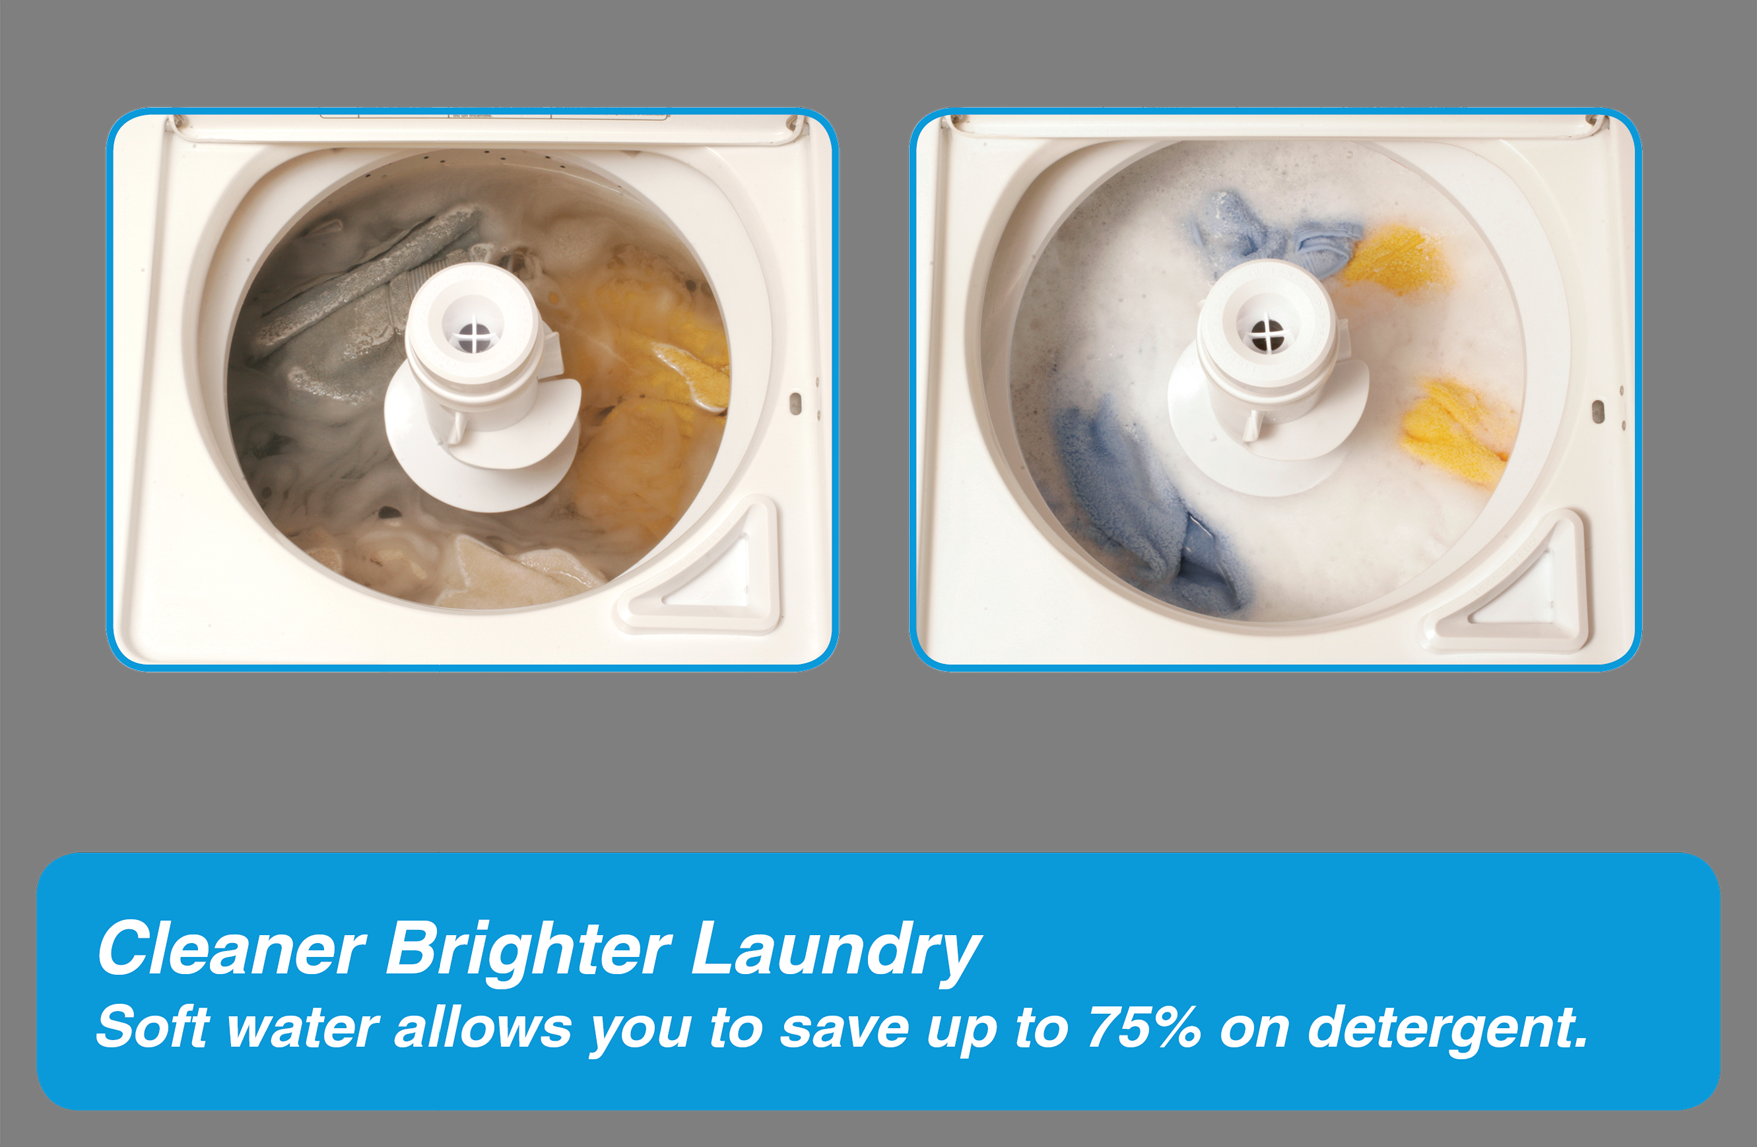 Cleaner Brighter Laundry
Soft water allows you to save up to 75% on detergent.